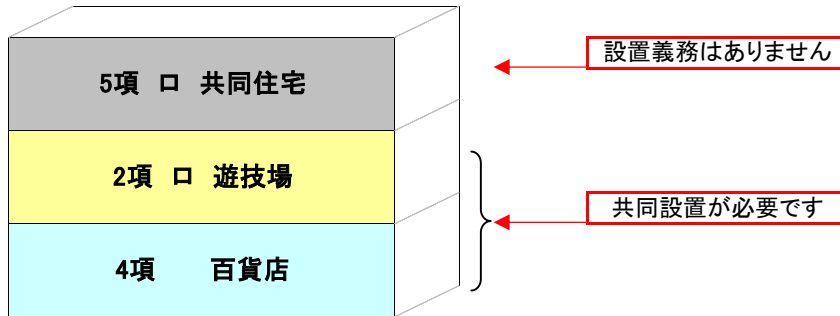 5項 ロ 共同住宅
設置義務はありません
2項 ロ 遊技場
共同設置が必要です
4項 百貨店